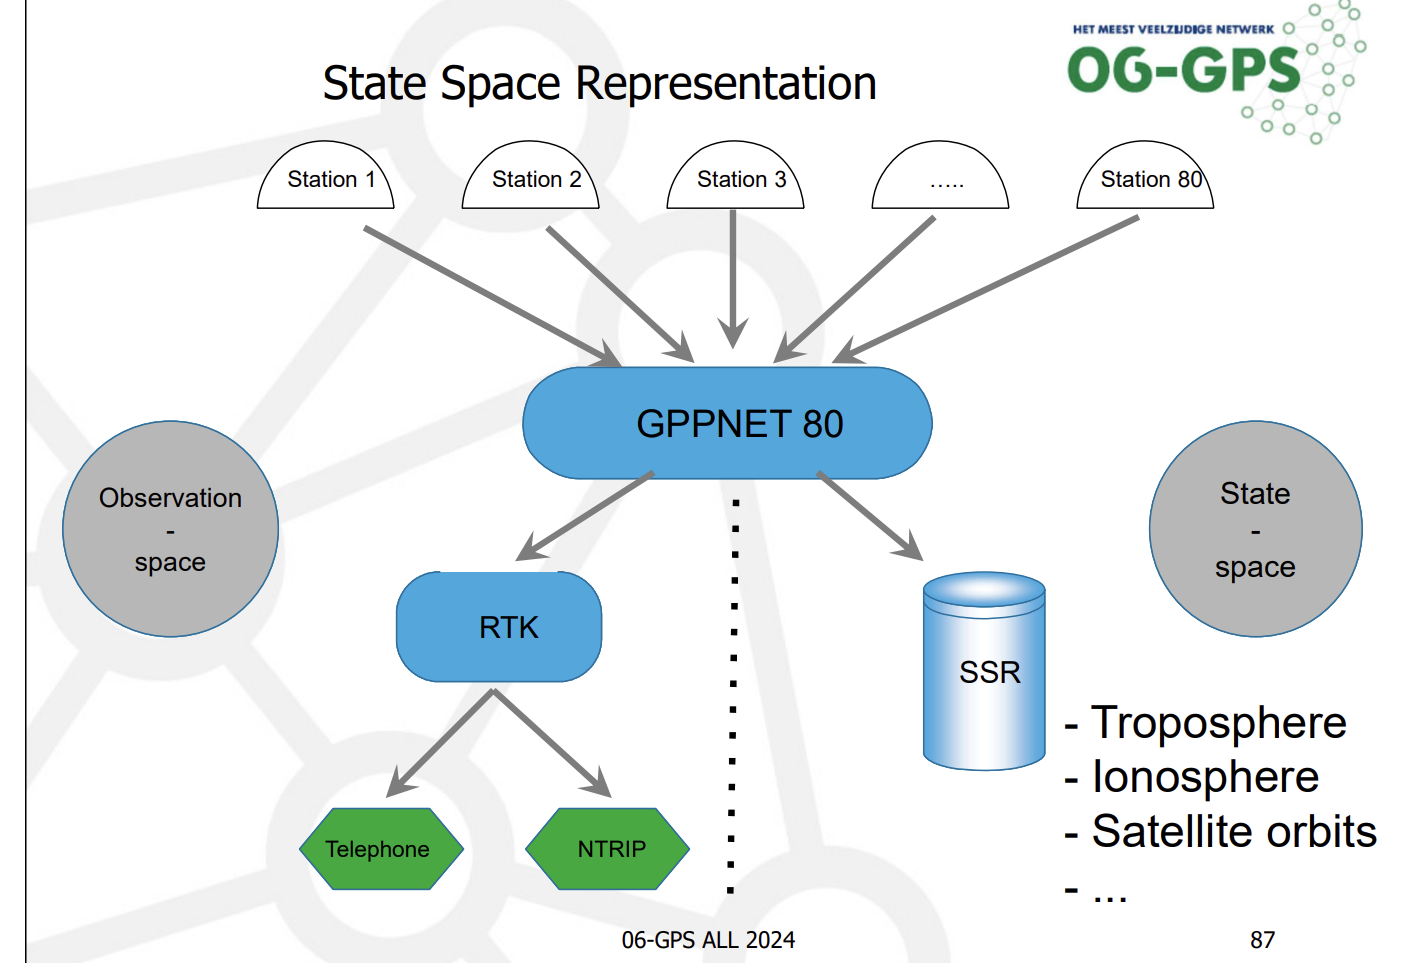 HET MEEST VEELZIJDIGE NETWERK
06-GPS
State Space Representation
Station 1
Station 2
Station 3
.....
Station 80
GPPNET 80
Observation
-
space
State
-
space
RTK
SSR
- Troposphere
- Ionosphere
- Satellite orbits
- ...
Telephone
NTRIP
06-GPS ALL 2024
87